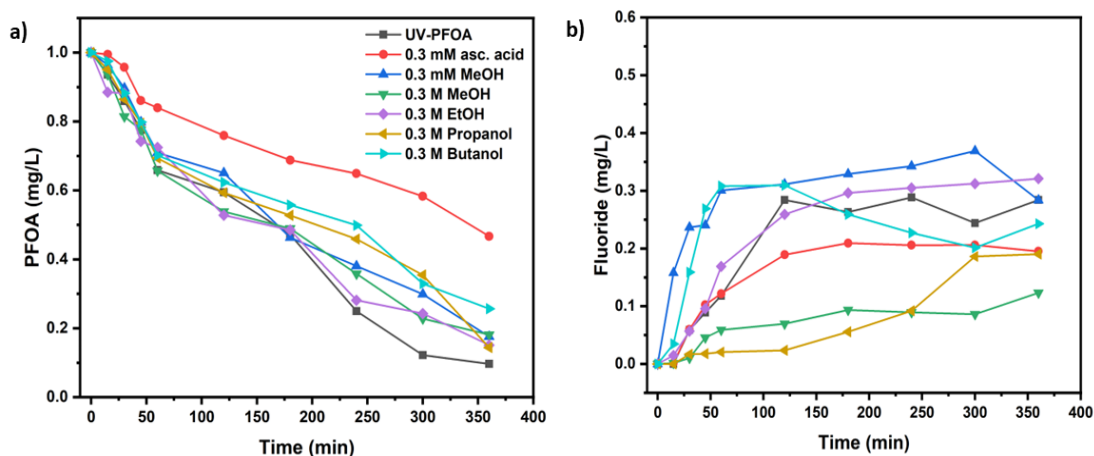 a)
UV-PFOA
0.3 mM asc. acid
0.3 mM MeOH
0.3 M MeOH
0.3 M EtOH
0.3 M Propanol
0.3 M Butanol
PFOA (mg/L)
1.0
0.8
0.6
0.4
0.2
0.0
0 50 100 150 200 250 300 350 400
Time (min)
b)
Fluoride (mg/L)
0.6
0.5
0.4
0.3
0.2
0.1
0.0
0 50 100 150 200 250 300 350 400
Time (min)